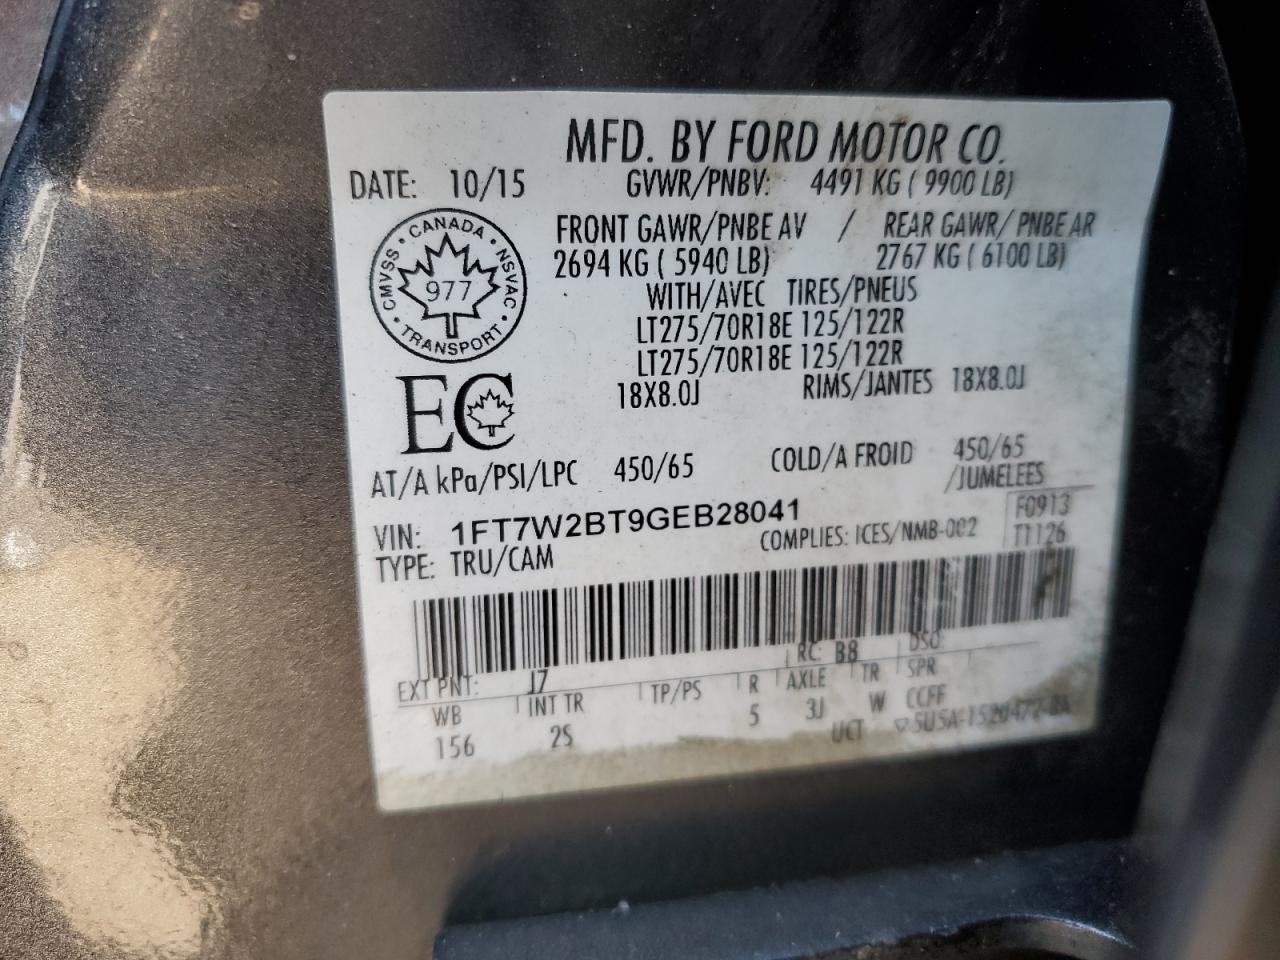 MFD. BY FORD MOTOR CO.
DATE: 10/15 GVWR/PNBV: 4491 KG ( 9900 LB)
FRONT GAWR/PNBE AV / REAR GAWR/ PNBE AR
2694 KG ( 5940 LB) 2767 KG ( 6100 LB)
WITH/AVEC TIRES/PNEUS
LT275/70R18E 125/122R
LT275/70R18E 125/122R
18X8.0J RIMS/JANTES 18X8.0J
CANADA · NSVAC · TRANSPORT · CMVSS ·
977
EC
AT/A kPa/PSI/LPC 450/65 COLD/A FROID 450/65
/JUMELEES
VIN: 1FT7W2BT9GEB28041 F0913
TYPE: TRU/CAM COMPLIES: ICES/NMB-002 T1126
EXT PNT: J7 RC: B8 DSO:
WB INT TR TP/PS R AXLE TR SPR
156 2S 5 3J W CCFF
UCT